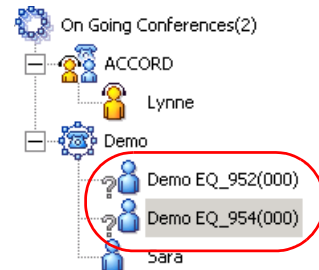 On Going Conferences(2)
ACCORD
Lynne
Demo
Demo EQ_952(000)
Demo EQ_954(000)
Sara